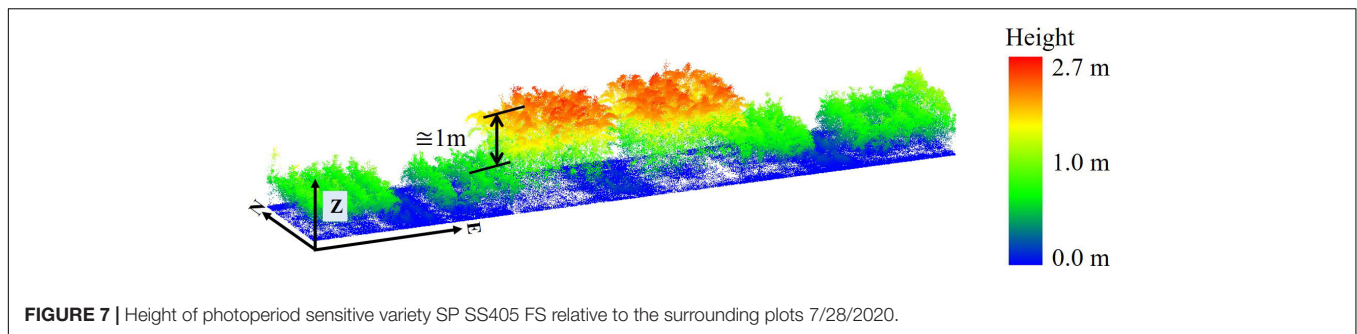 Height
2.7 m
≅1m
1.0 m
Z
N
E
0.0 m
FIGURE 7 | Height of photoperiod sensitive variety SP SS405 FS relative to the surrounding plots 7/28/2020.